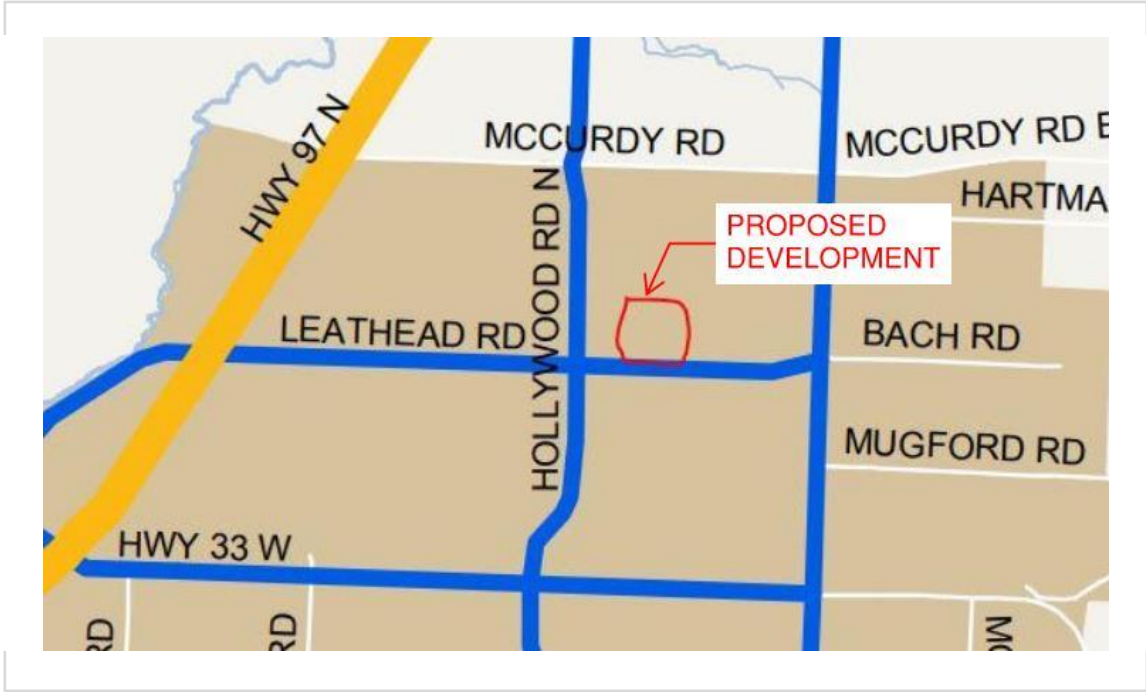 HWY 97 N
MCCURDY RD
MCCURDY RD E
HARTMA
HOLLYWOOD RD N
PROPOSED
DEVELOPMENT
LEATHEAD RD
BACH RD
MUGFORD RD
HWY 33 W
RD
RD
MC